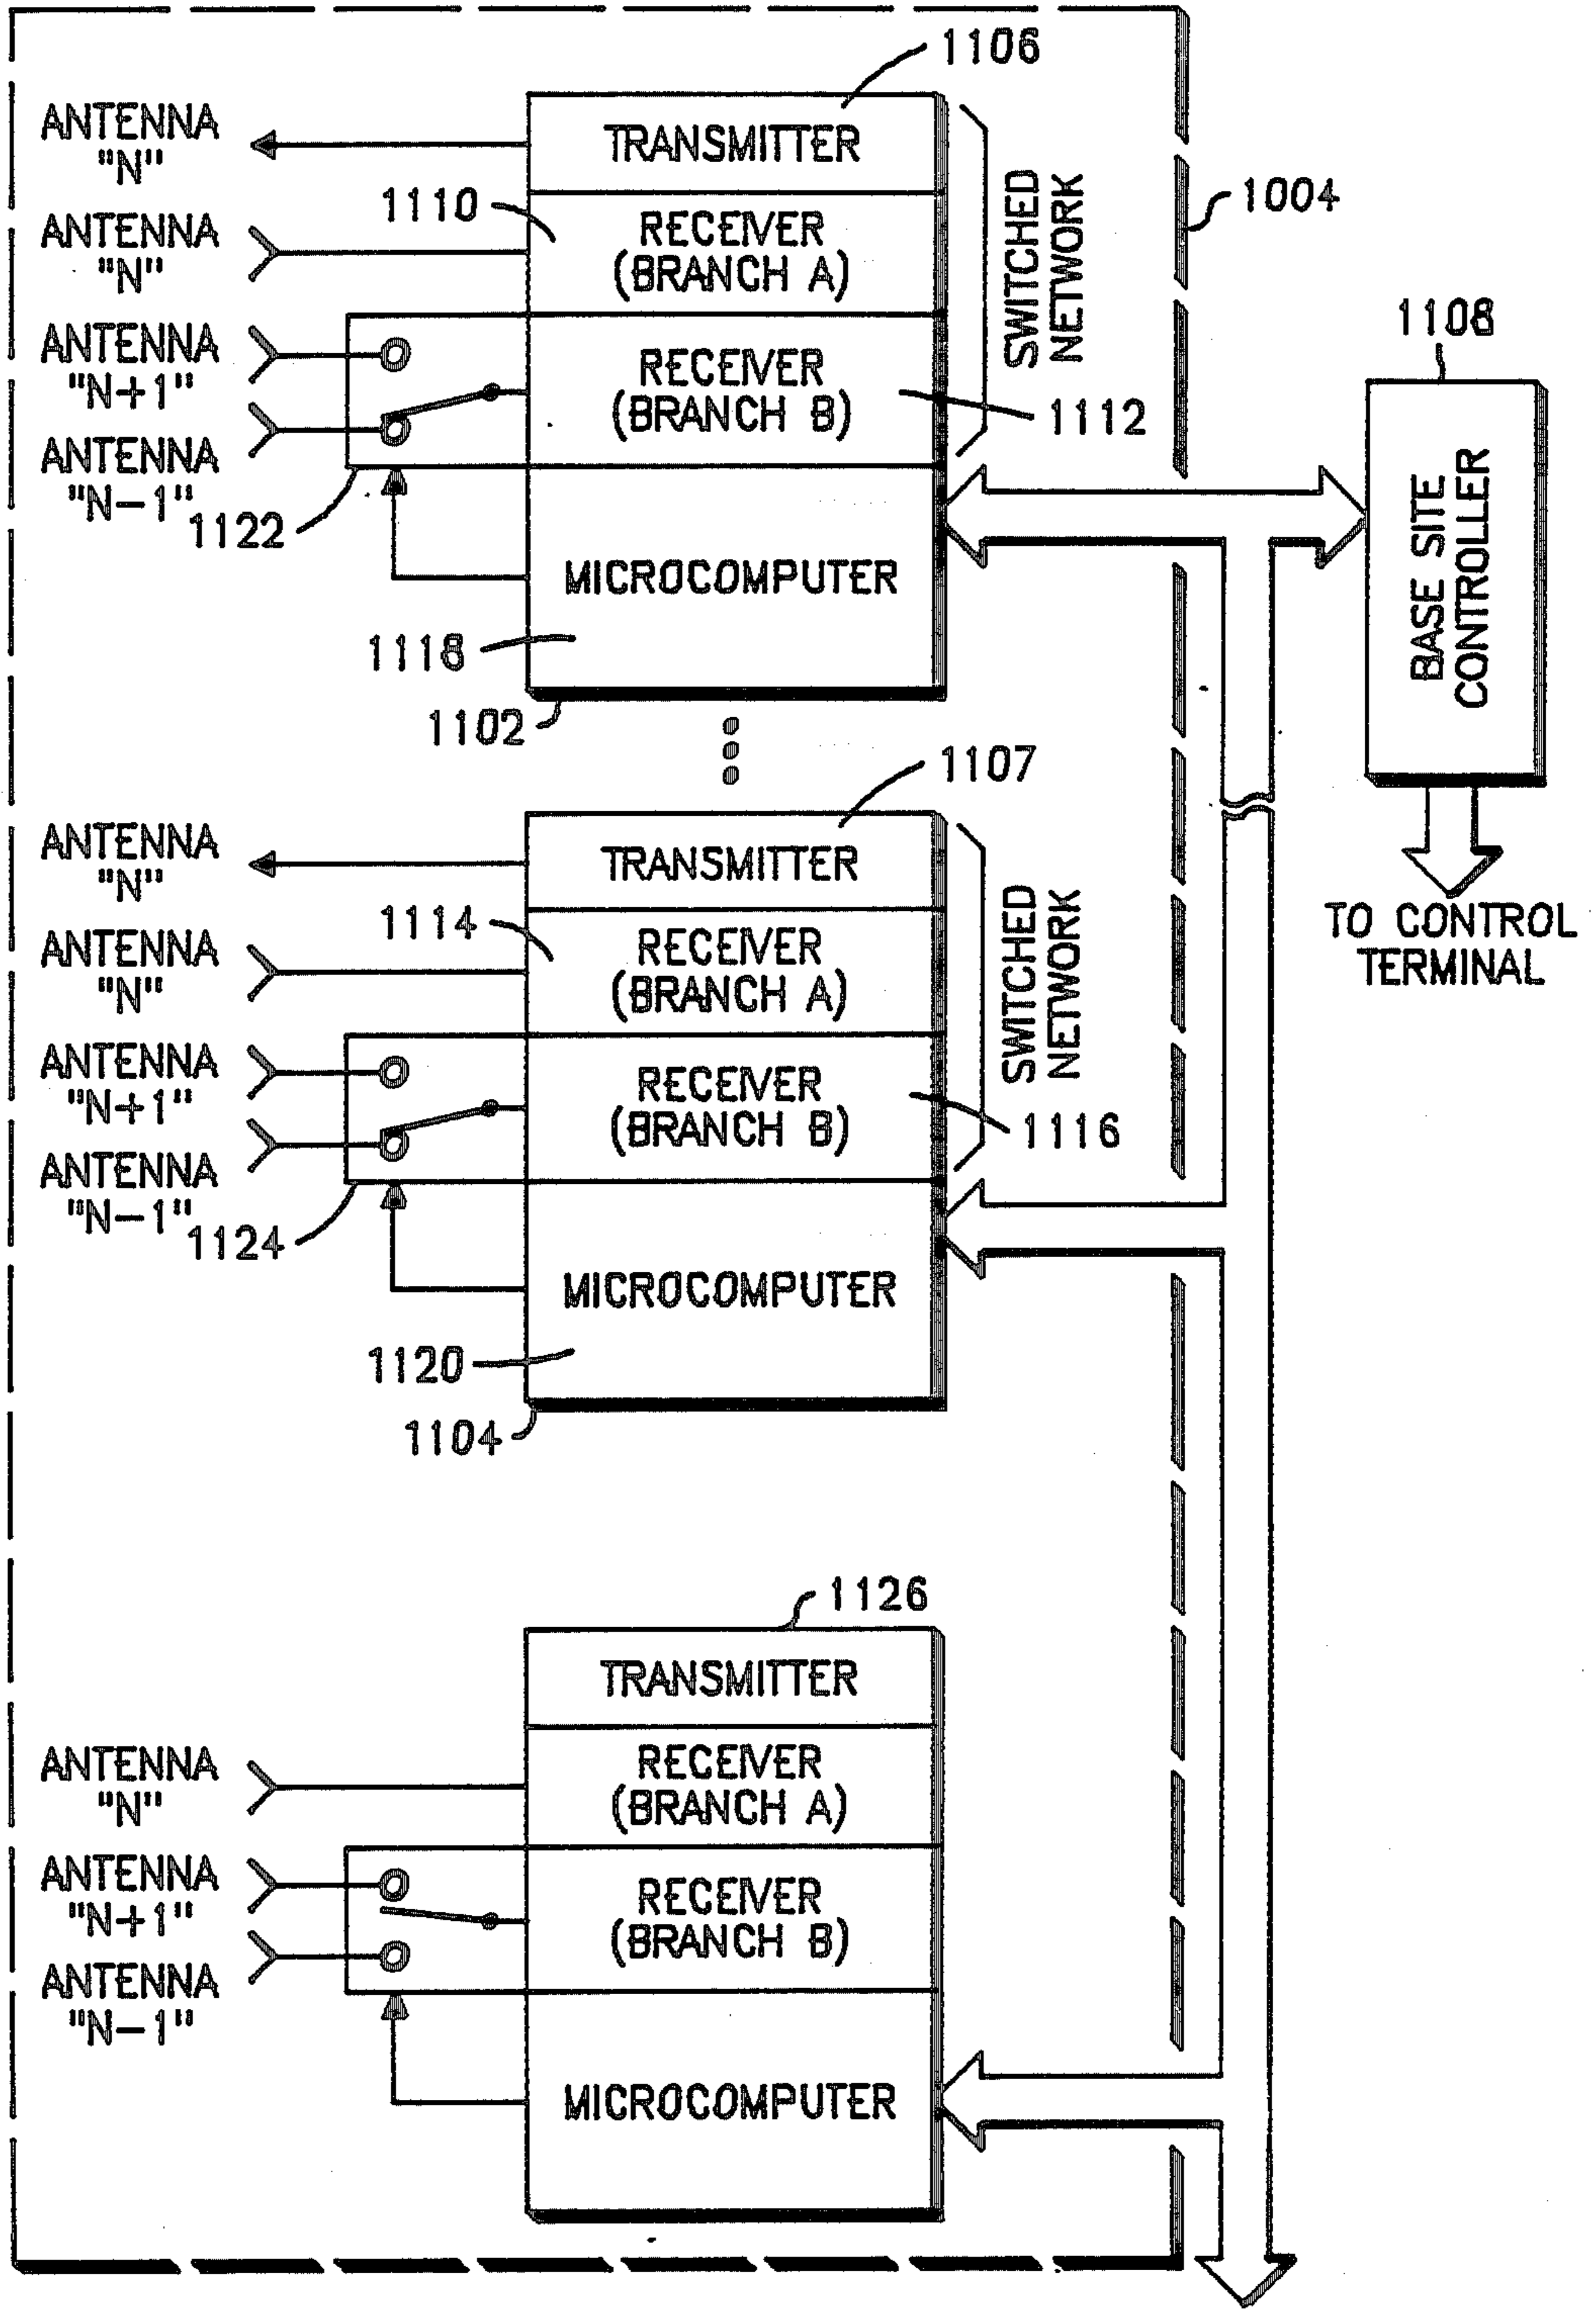 1106
ANTENNA
"N"
TRANSMITTER
1110
ANTENNA
"N"
RECEIVER
(BRANCH A)
SWITCHED
NETWORK
1004
ANTENNA
"N+1"
RECEIVER
(BRANCH B)
1112
ANTENNA
"N-1"
1122
MICROCOMPUTER
1118
1102
1108
BASE SITE
CONTROLLER
TO CONTROL
TERMINAL
1107
ANTENNA
"N"
TRANSMITTER
1114
ANTENNA
"N"
RECEIVER
(BRANCH A)
SWITCHED
NETWORK
ANTENNA
"N+1"
RECEIVER
(BRANCH B)
1116
ANTENNA
"N-1"
1124
MICROCOMPUTER
1120
1104
1126
TRANSMITTER
ANTENNA
"N"
RECEIVER
(BRANCH A)
ANTENNA
"N+1"
RECEIVER
(BRANCH B)
ANTENNA
"N-1"
MICROCOMPUTER